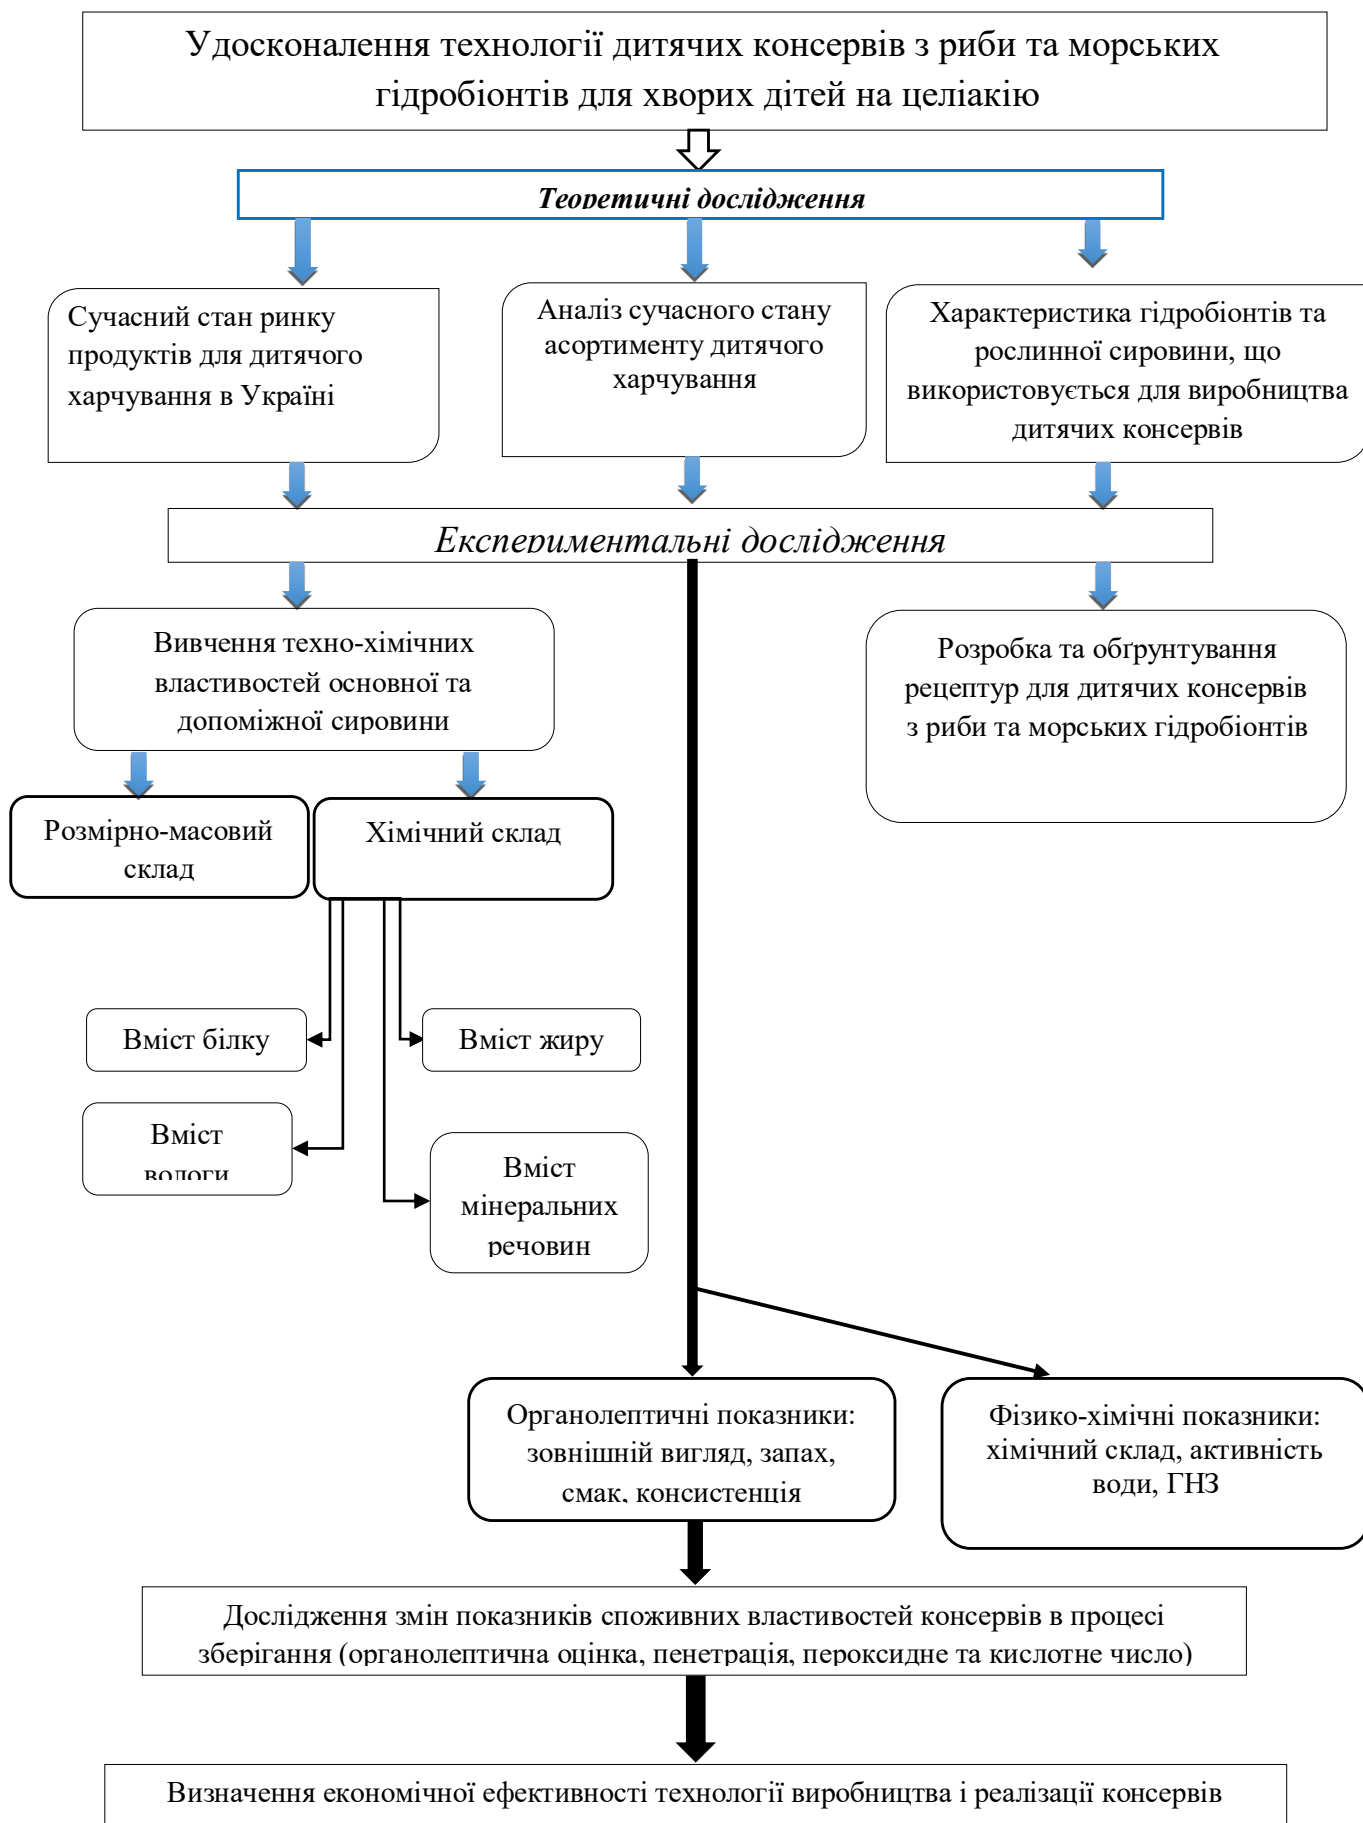 Удосконалення технології дитячих консервів з риби та морських
гідробіонтів для хворих дітей на целіакію
Теоретичні дослідження
Сучасний стан ринку
продуктів для дитячого
харчування в Україні
Аналіз сучасного стану
асортименту дитячого
харчування
Характеристика гідробіонтів та
рослинної сировини, що
використовується для виробництва
дитячих консервів
Експериментальні дослідження
Вивчення техно-хімічних
властивостей основної та
допоміжної сировини
Розробка та обґрунтування
рецептур для дитячих консервів
з риби та морських гідробіонтів
Розмірно-масовий
склад
Хімічний склад
Вміст білку
Вміст жиру
Вміст
вологи
Вміст
мінеральних
речовин
Органолептичні показники:
зовнішній вигляд, запах,
смак, консистенція
Фізико-хімічні показники:
хімічний склад, активність
води, ГНЗ
Дослідження змін показників споживних властивостей консервів в процесі
зберігання (органолептична оцінка, пенетрація, пероксидне та кислотне число)
Визначення економічної ефективності технології виробництва і реалізації консервів